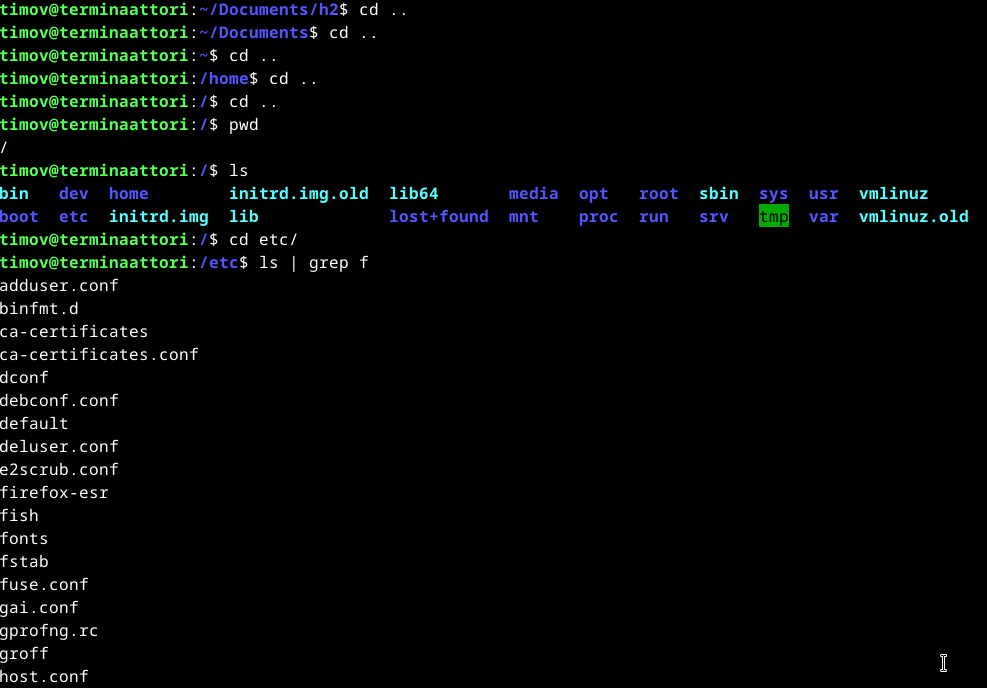 timov@terminaattori:~/Documents/h2$ cd ..
timov@terminaattori:~/Documents$ cd ..
timov@terminaattori:~$ cd ..
timov@terminaattori:/home$ cd ..
timov@terminaattori:/$ cd ..
timov@terminaattori:/$ pwd
/
timov@terminaattori:/$ ls
bin   dev  home        initrd.img.old  lib64       media  opt   root  sbin  sys  usr  vmlinuz
boot  etc  initrd.img  lib             lost+found  mnt    proc  run   srv   tmp  var  vmlinuz.old
timov@terminaattori:/$ cd etc/
timov@terminaattori:/etc$ ls | grep f
adduser.conf
binfmt.d
ca-certificates
ca-certificates.conf
dconf
debconf.conf
default
deluser.conf
e2scrub.conf
firefox-esr
fish
fonts
fstab
fuse.conf
gai.conf
gprofng.rc
groff
host.conf